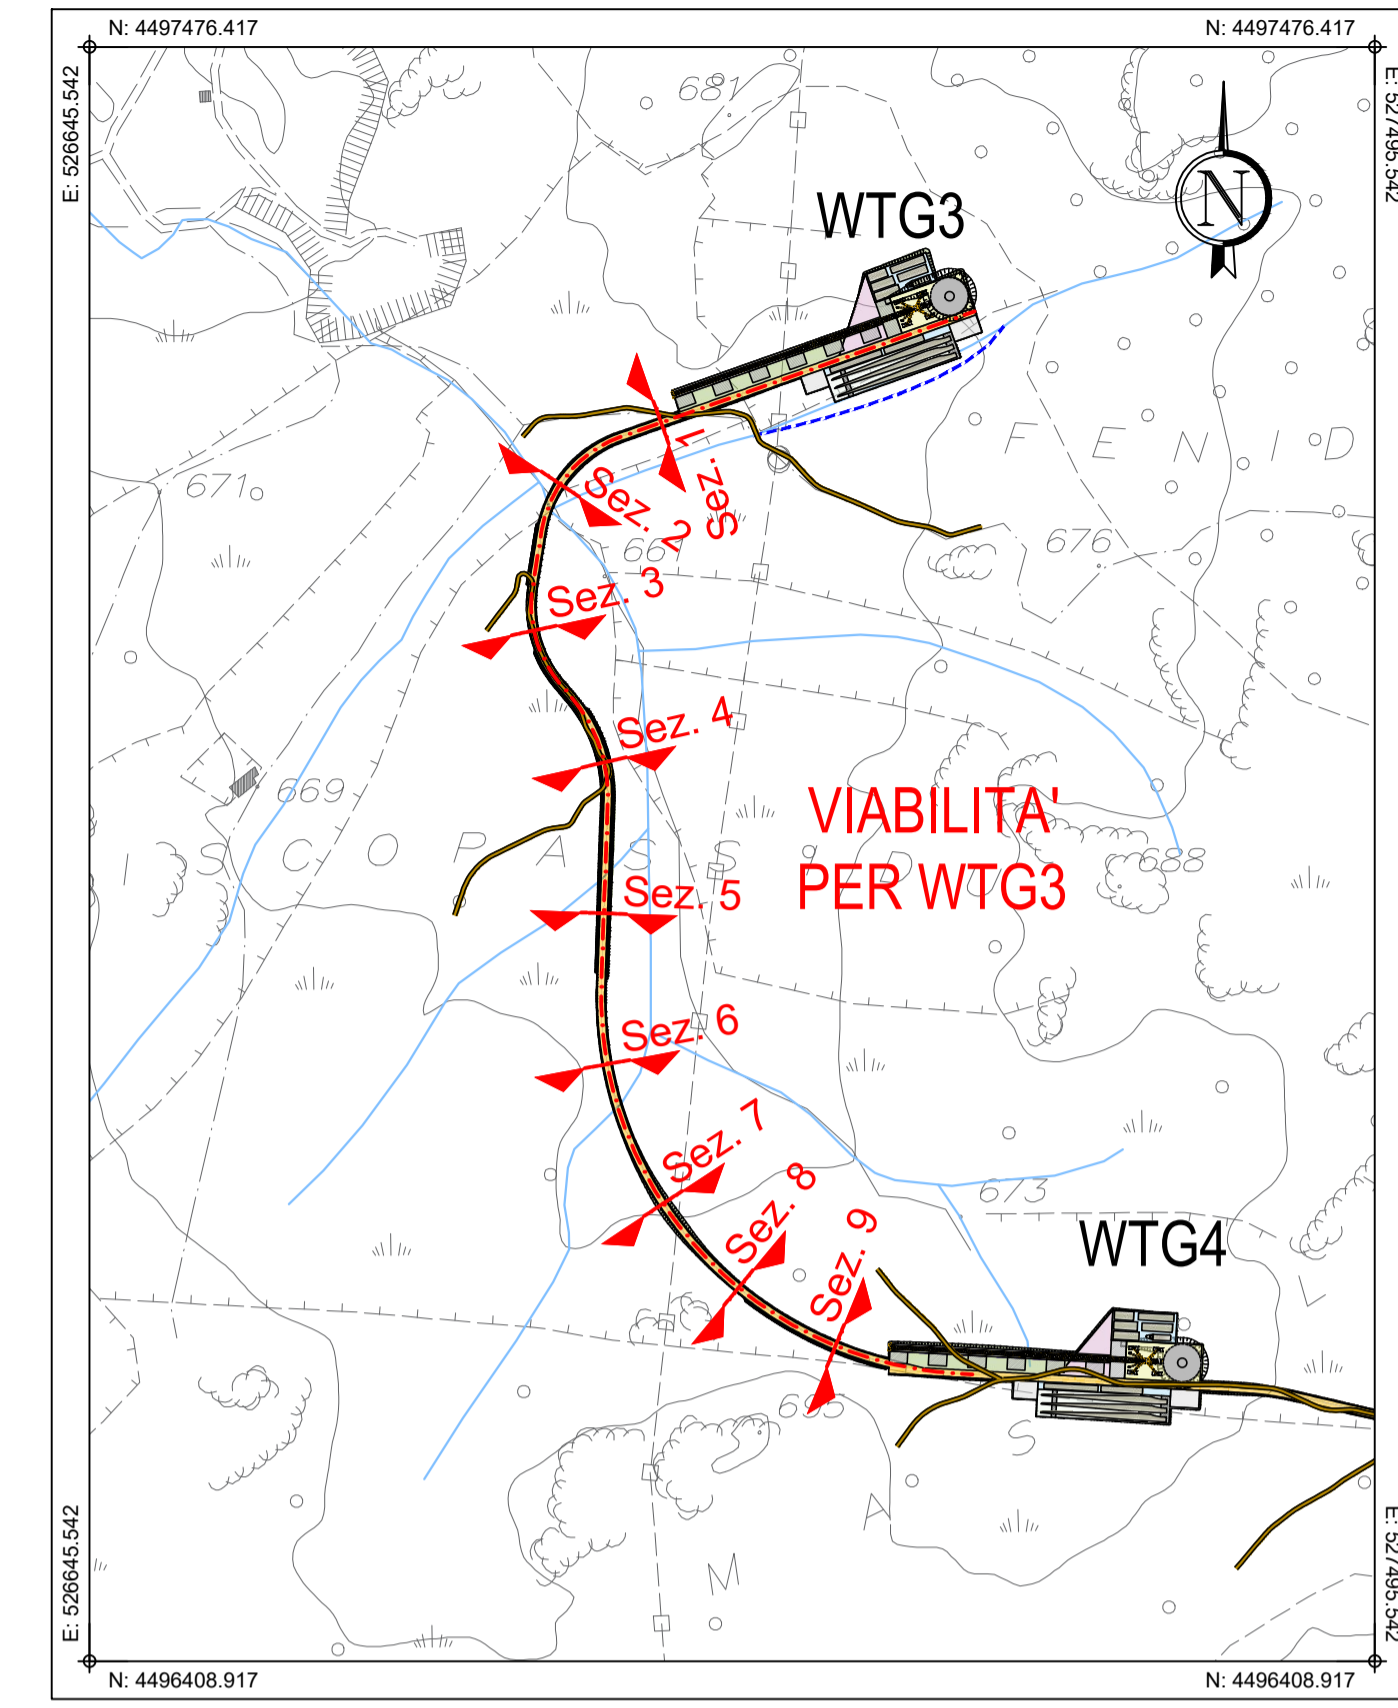 N: 4497476.417
N: 4497476.417
E: 526645.542
E: 527495.542
681
N
WTG3
F E N I D
671
Sez. 1
Sez. 2
667
676
Sez. 3
Sez. 4
669
VIABILITA'
PER WTG3
688
I S C O P A S S I D D U
Sez. 5
Sez. 6
Sez. 7
Sez. 8
673
Sez. 9
WTG4
L
695
S
A
M
E: 526645.542
E: 527495.542
N: 4496408.917
N: 4496408.917